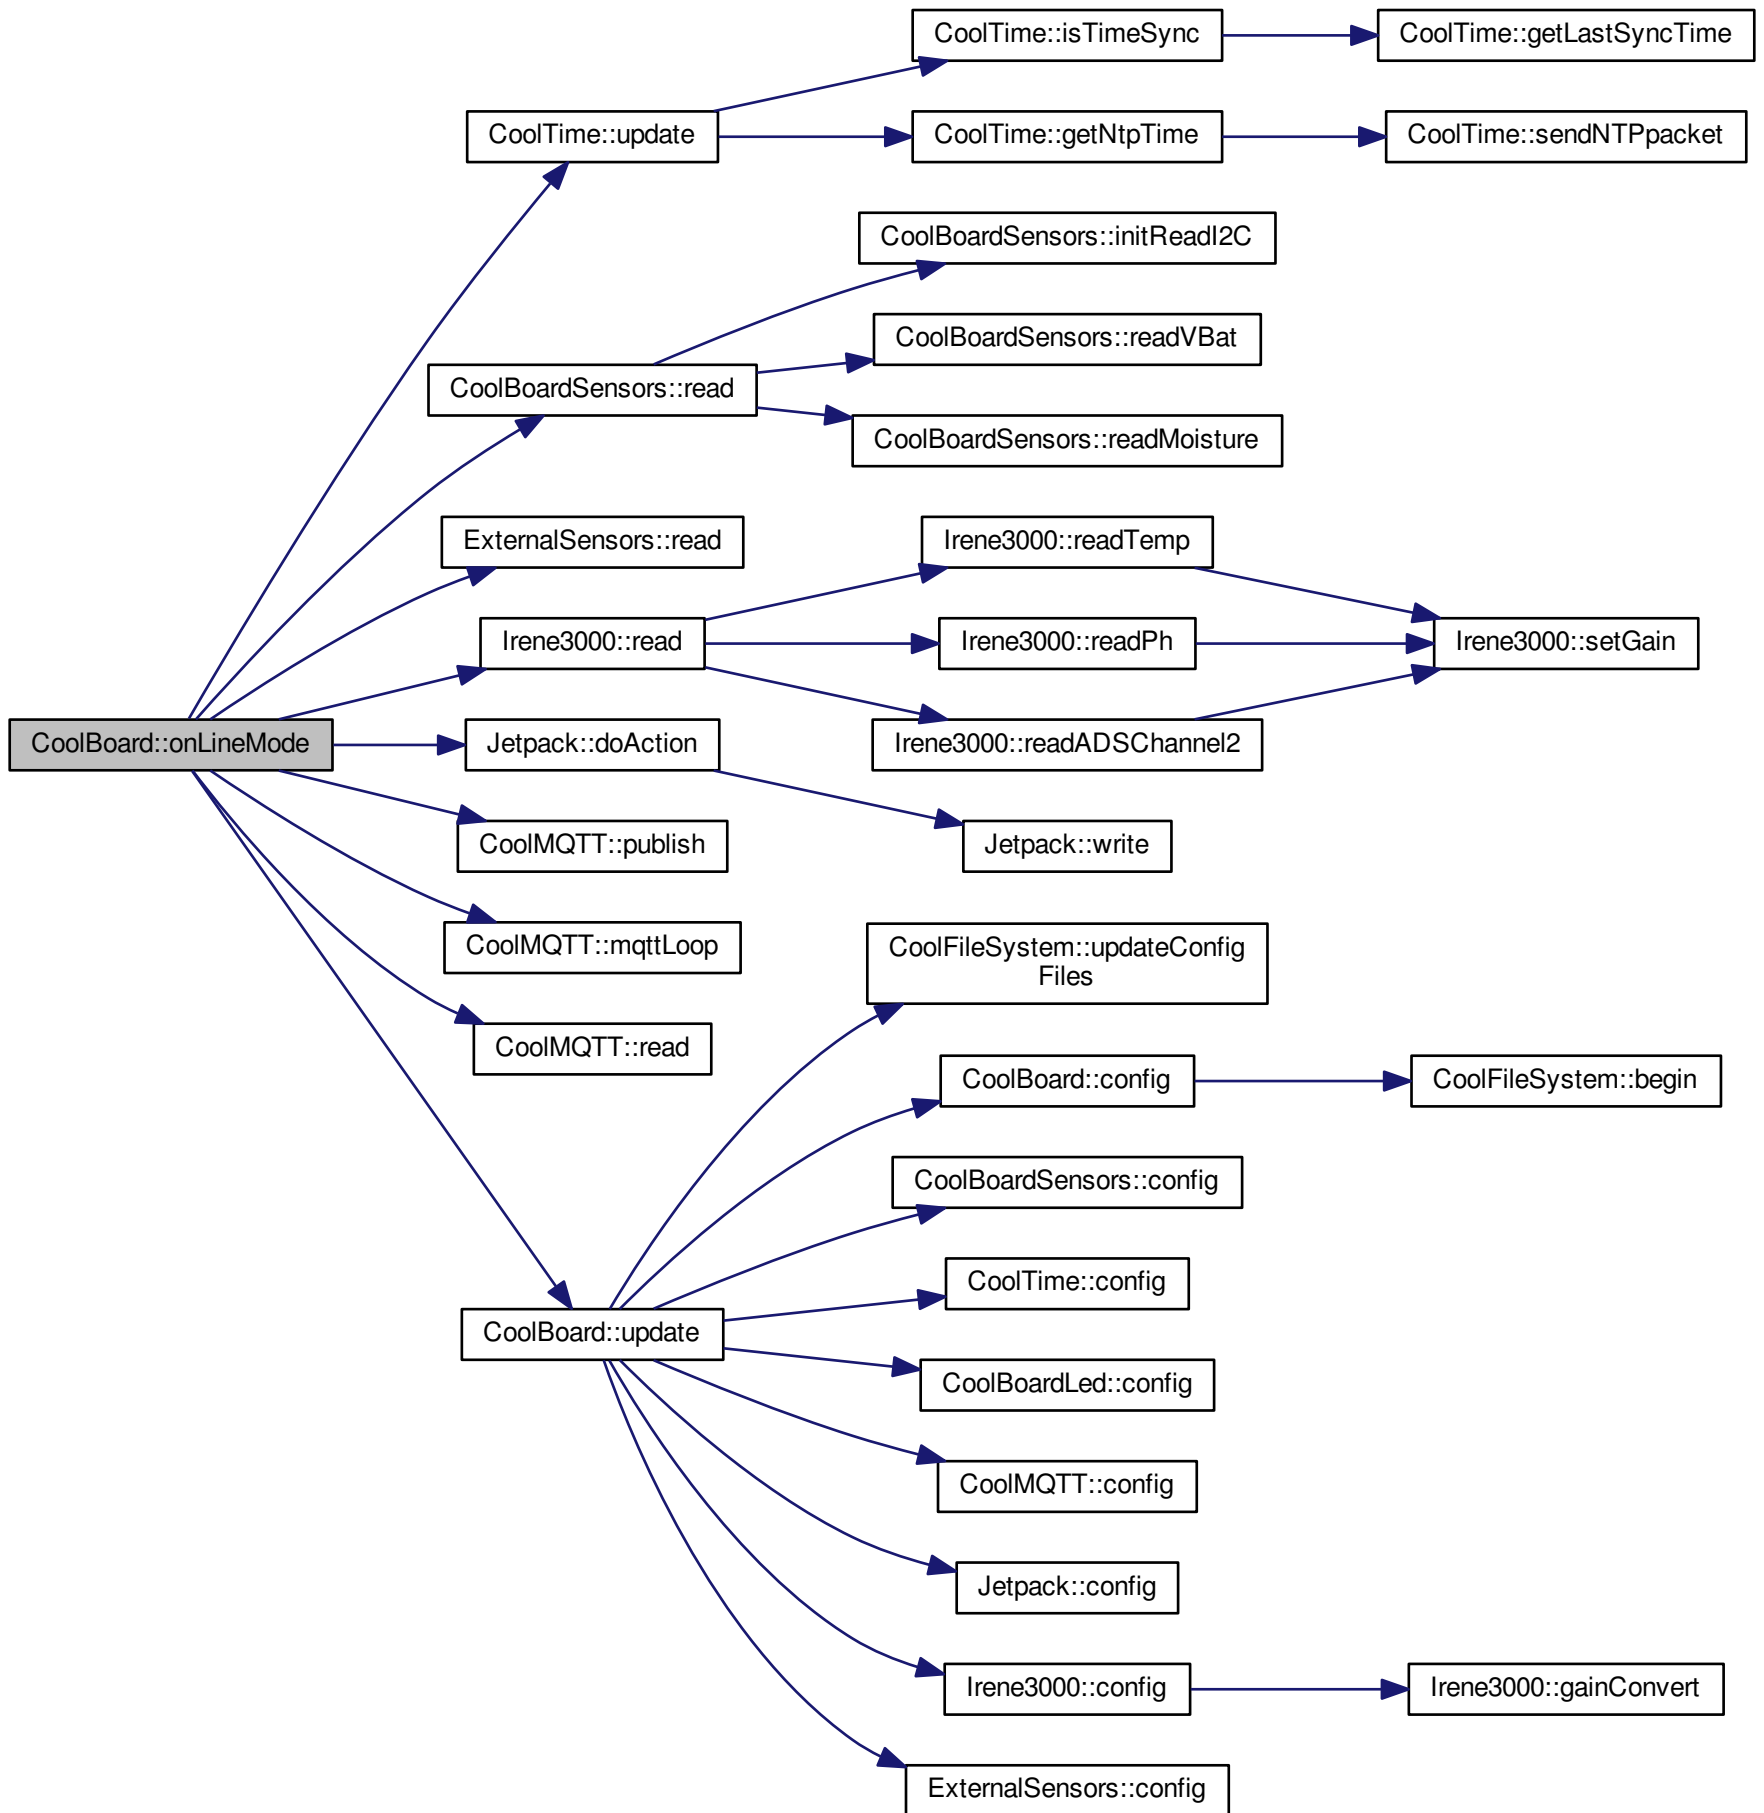 CoolTime::isTimeSync
CoolTime::getLastSyncTime
CoolTime::update
CoolTime::getNtpTime
CoolTime::sendNTPpacket
CoolBoardSensors::initReadI2C
CoolBoardSensors::readVBat
CoolBoardSensors::read
CoolBoardSensors::readMoisture
ExternalSensors::read
Irene3000::readTemp
Irene3000::read
Irene3000::readPh
Irene3000::setGain
CoolBoard::onLineMode
Jetpack::doAction
Irene3000::readADSChannel2
CoolMQTT::publish
Jetpack::write
CoolMQTT::mqttLoop
CoolFileSystem::updateConfig
Files
CoolMQTT::read
CoolBoard::config
CoolFileSystem::begin
CoolBoardSensors::config
CoolTime::config
CoolBoard::update
CoolBoardLed::config
CoolMQTT::config
Jetpack::config
Irene3000::config
Irene3000::gainConvert
ExternalSensors::config